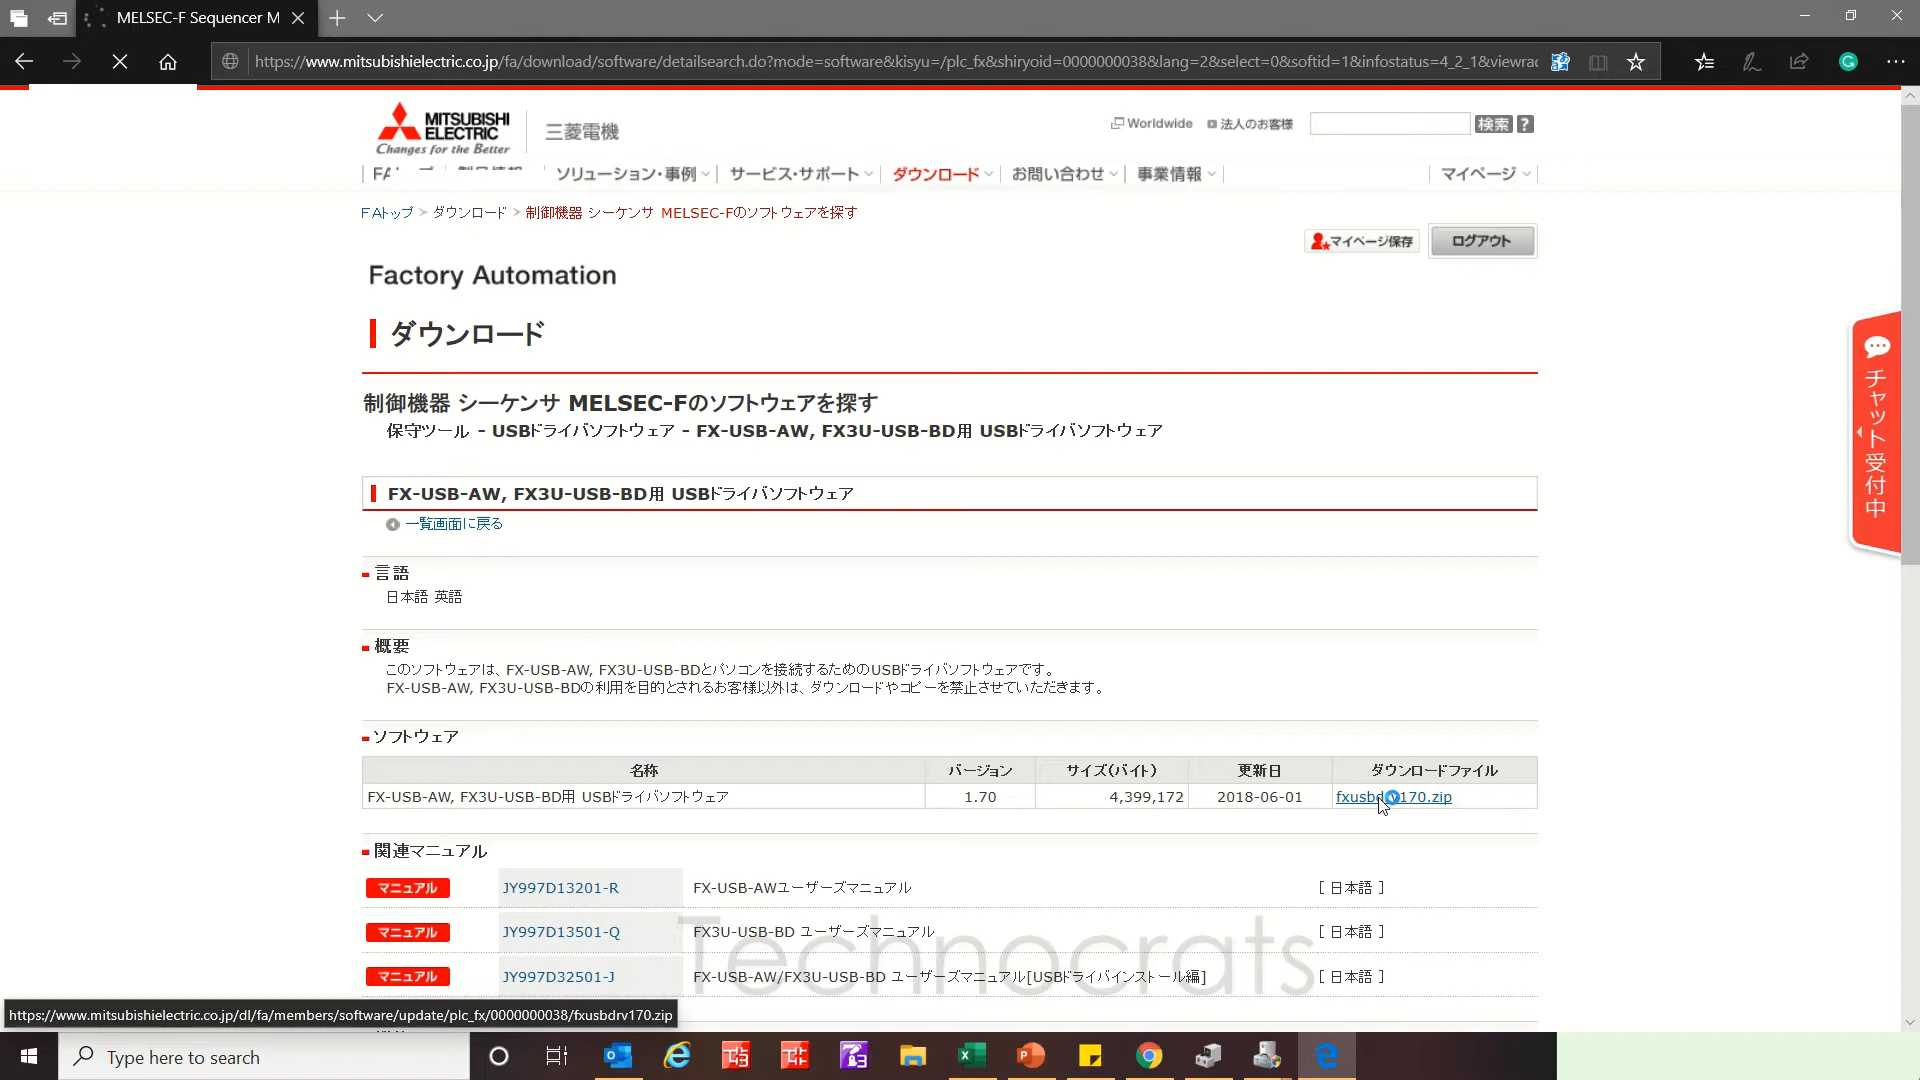 MELSEC-F Sequencer M
https://www.mitsubishielectric.co.jp/fa/download/software/detailsearch.do?mode=software&kisyu=/plc_fx&shiryoid=0000000038&lang=2&select=0&softid=1&infostatus=4_2_1&viewrac
MITSUBISHI
ELECTRIC
Changes for the Better
三菱電機
Worldwide
法人のお客様
検索
?
ソリューション・事例
サービス・サポート
ダウンロード
お問い合わせ
事業情報
マイページ
FAトップ > ダウンロード > 制御機器 シーケンサ MELSEC-Fのソフトウェアを探す
マイページ保存
ログアウト
Factory Automation
ダウンロード
制御機器 シーケンサ MELSEC-Fのソフトウェアを探す
保守ツール - USBドライバソフトウェア - FX-USB-AW, FX3U-USB-BD用 USBドライバソフトウェア
チャット受付中
FX-USB-AW, FX3U-USB-BD用 USBドライバソフトウェア
一覧画面に戻る
言語
日本語 英語
概要
このソフトウェアは、FX-USB-AW, FX3U-USB-BDとパソコンを接続するためのUSBドライバソフトウェアです。
FX-USB-AW, FX3U-USB-BDの利用を目的とされるお客様以外は、ダウンロードやコピーを禁止させていただきます。
ソフトウェア
名称 バージョン サイズ(バイト) 更新日 ダウンロードファイル
FX-USB-AW, FX3U-USB-BD用 USBドライバソフトウェア 1.70 4,399,172 2018-06-01 fxusbdrv170.zip
関連マニュアル
マニュアル JY997D13201-R FX-USB-AWユーザーズマニュアル [ 日本語 ]
マニュアル JY997D13501-Q FX3U-USB-BD ユーザーズマニュアル [ 日本語 ]
マニュアル JY997D32501-J FX-USB-AW/FX3U-USB-BD ユーザーズマニュアル[USBドライバインストール編] [ 日本語 ]
Technocrats
https://www.mitsubishielectric.co.jp/dl/fa/members/software/update/plc_fx/0000000038/fxusbdrv170.zip
Type here to search